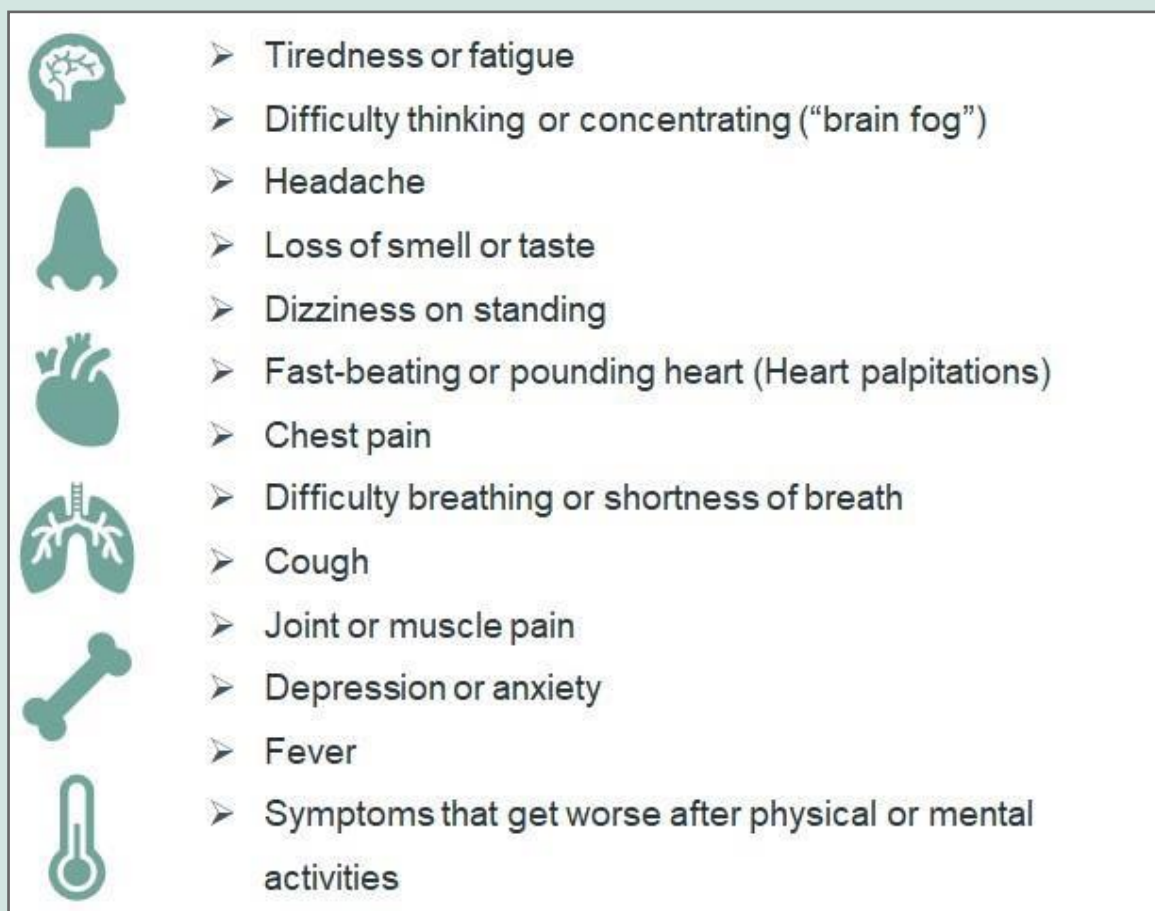 ➢ Tiredness or fatigue
➢ Difficulty thinking or concentrating (“brain fog”)
➢ Headache
➢ Loss of smell or taste
➢ Dizziness on standing
➢ Fast-beating or pounding heart (Heart palpitations)
➢ Chest pain
➢ Difficulty breathing or shortness of breath
➢ Cough
➢ Joint or muscle pain
➢ Depression or anxiety
➢ Fever
➢ Symptoms that get worse after physical or mental
activities